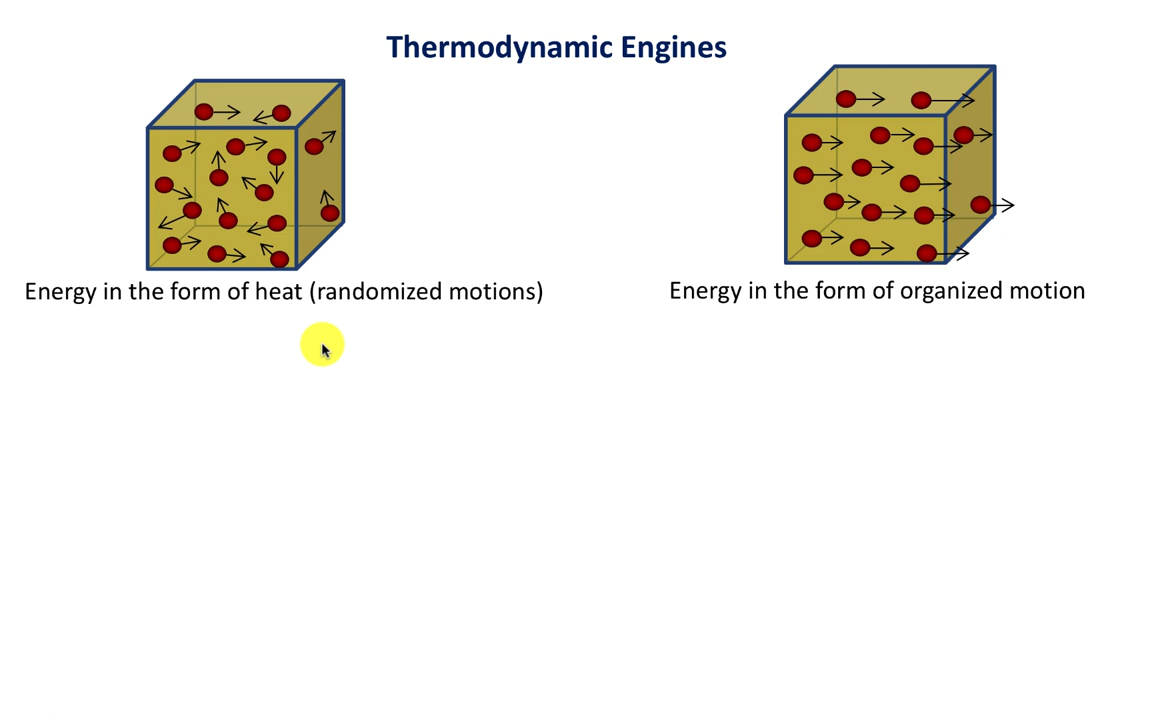 Thermodynamic Engines
Energy in the form of heat (randomized motions)
Energy in the form of organized motion